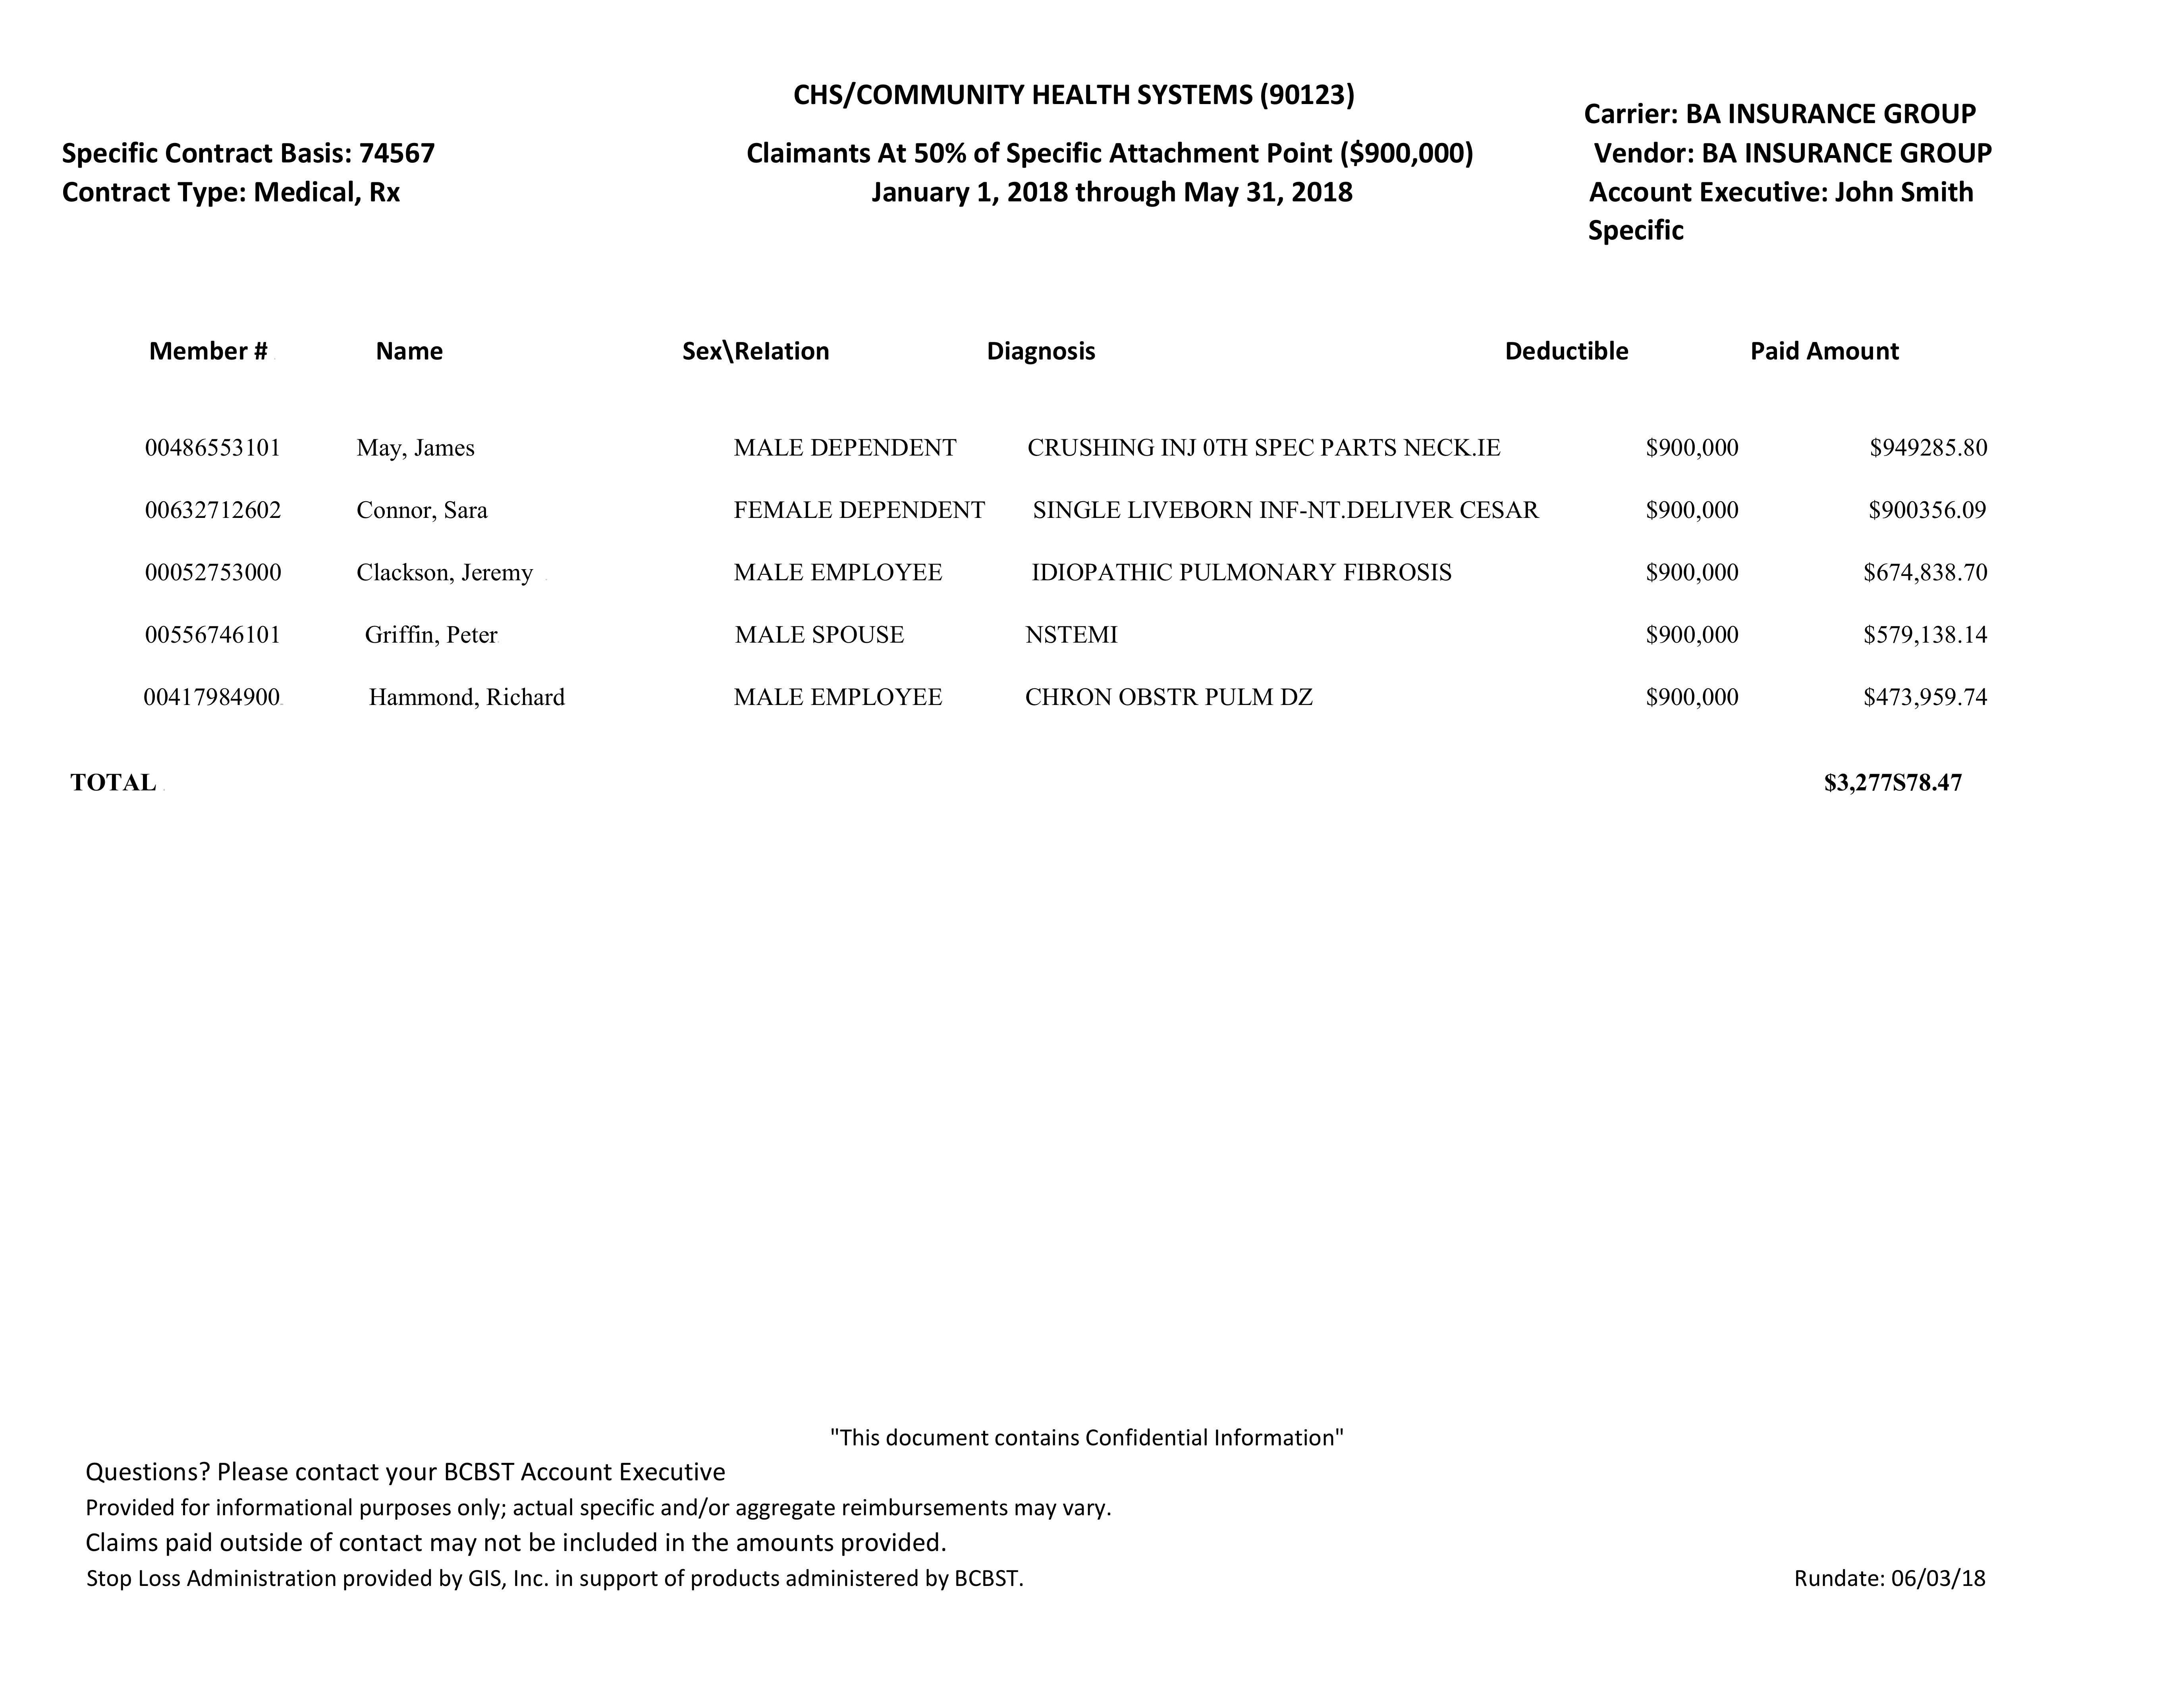 CHS/COMMUNITY HEALTH SYSTEMS (90123)
Carrier: BA INSURANCE GROUP
Specific Contract Basis: 74567 Claimants At 50% of Specific Attachment Point ($900,000) Vendor: BA INSURANCE GROUP
Contract Type: Medical, Rx January 1, 2018 through May 31, 2018 Account Executive: John Smith
Specific
Member # Name Sex\Relation Diagnosis Deductible Paid Amount
00486553101 May, James MALE DEPENDENT CRUSHING INJ 0TH SPEC PARTS NECK.IE $900,000 $949285.80
00632712602 Connor, Sara FEMALE DEPENDENT SINGLE LIVEBORN INF-NT.DELIVER CESAR $900,000 $900356.09
00052753000 Clackson, Jeremy MALE EMPLOYEE IDIOPATHIC PULMONARY FIBROSIS $900,000 $674,838.70
00556746101 Griffin, Peter MALE SPOUSE NSTEMI $900,000 $579,138.14
00417984900 Hammond, Richard MALE EMPLOYEE CHRON OBSTR PULM DZ $900,000 $473,959.74
TOTAL $3,277S78.47
"This document contains Confidential Information"
Questions? Please contact your BCBST Account Executive
Provided for informational purposes only; actual specific and/or aggregate reimbursements may vary.
Claims paid outside of contact may not be included in the amounts provided.
Stop Loss Administration provided by GIS, Inc. in support of products administered by BCBST. Rundate: 06/03/18